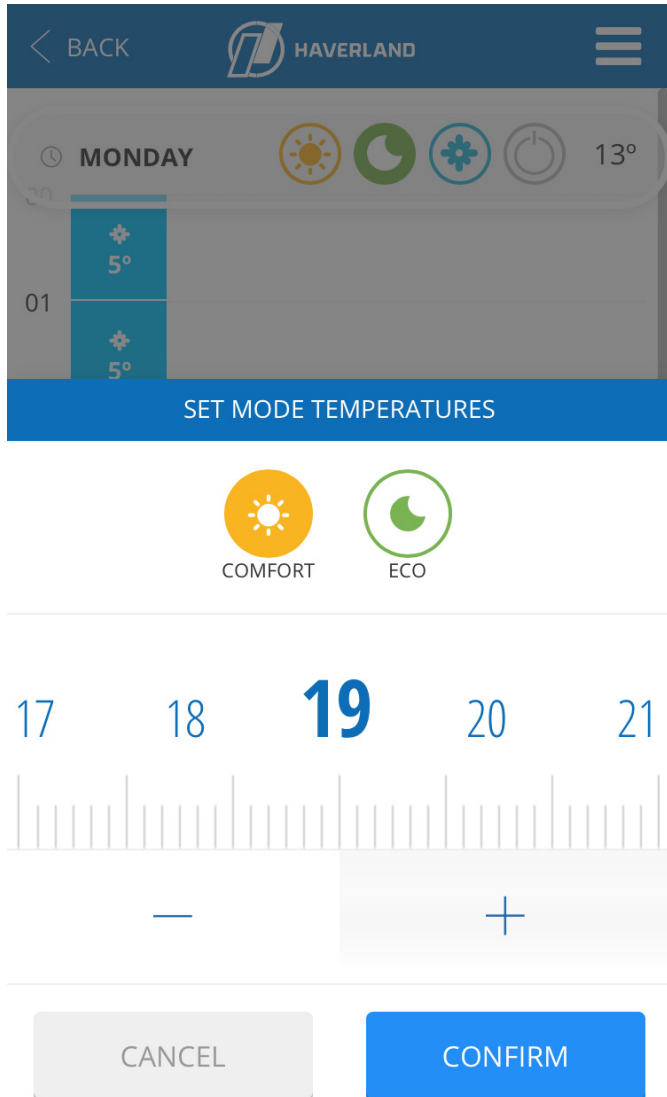 BACK
HAVERLAND
MONDAY 13º
00
5º
01
5º
SET MODE TEMPERATURES
COMFORT ECO
17 18 19 20 21
− +
CANCEL CONFIRM